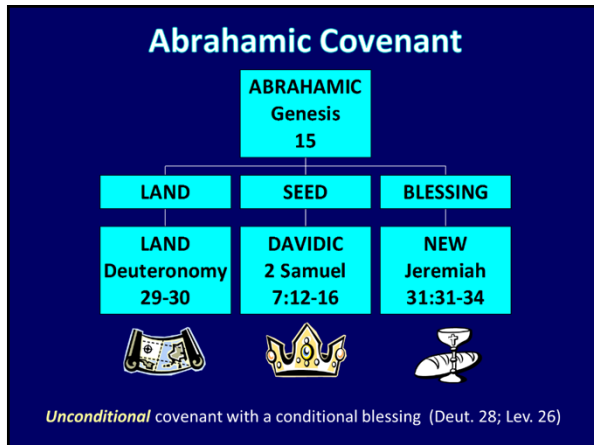 Abrahamic Covenant
ABRAHAMIC
Genesis
15
LAND
SEED
BLESSING
LAND
Deuteronomy
29-30
DAVIDIC
2 Samuel
7:12-16
NEW
Jeremiah
31:31-34
Unconditional covenant with a conditional blessing (Deut. 28; Lev. 26)